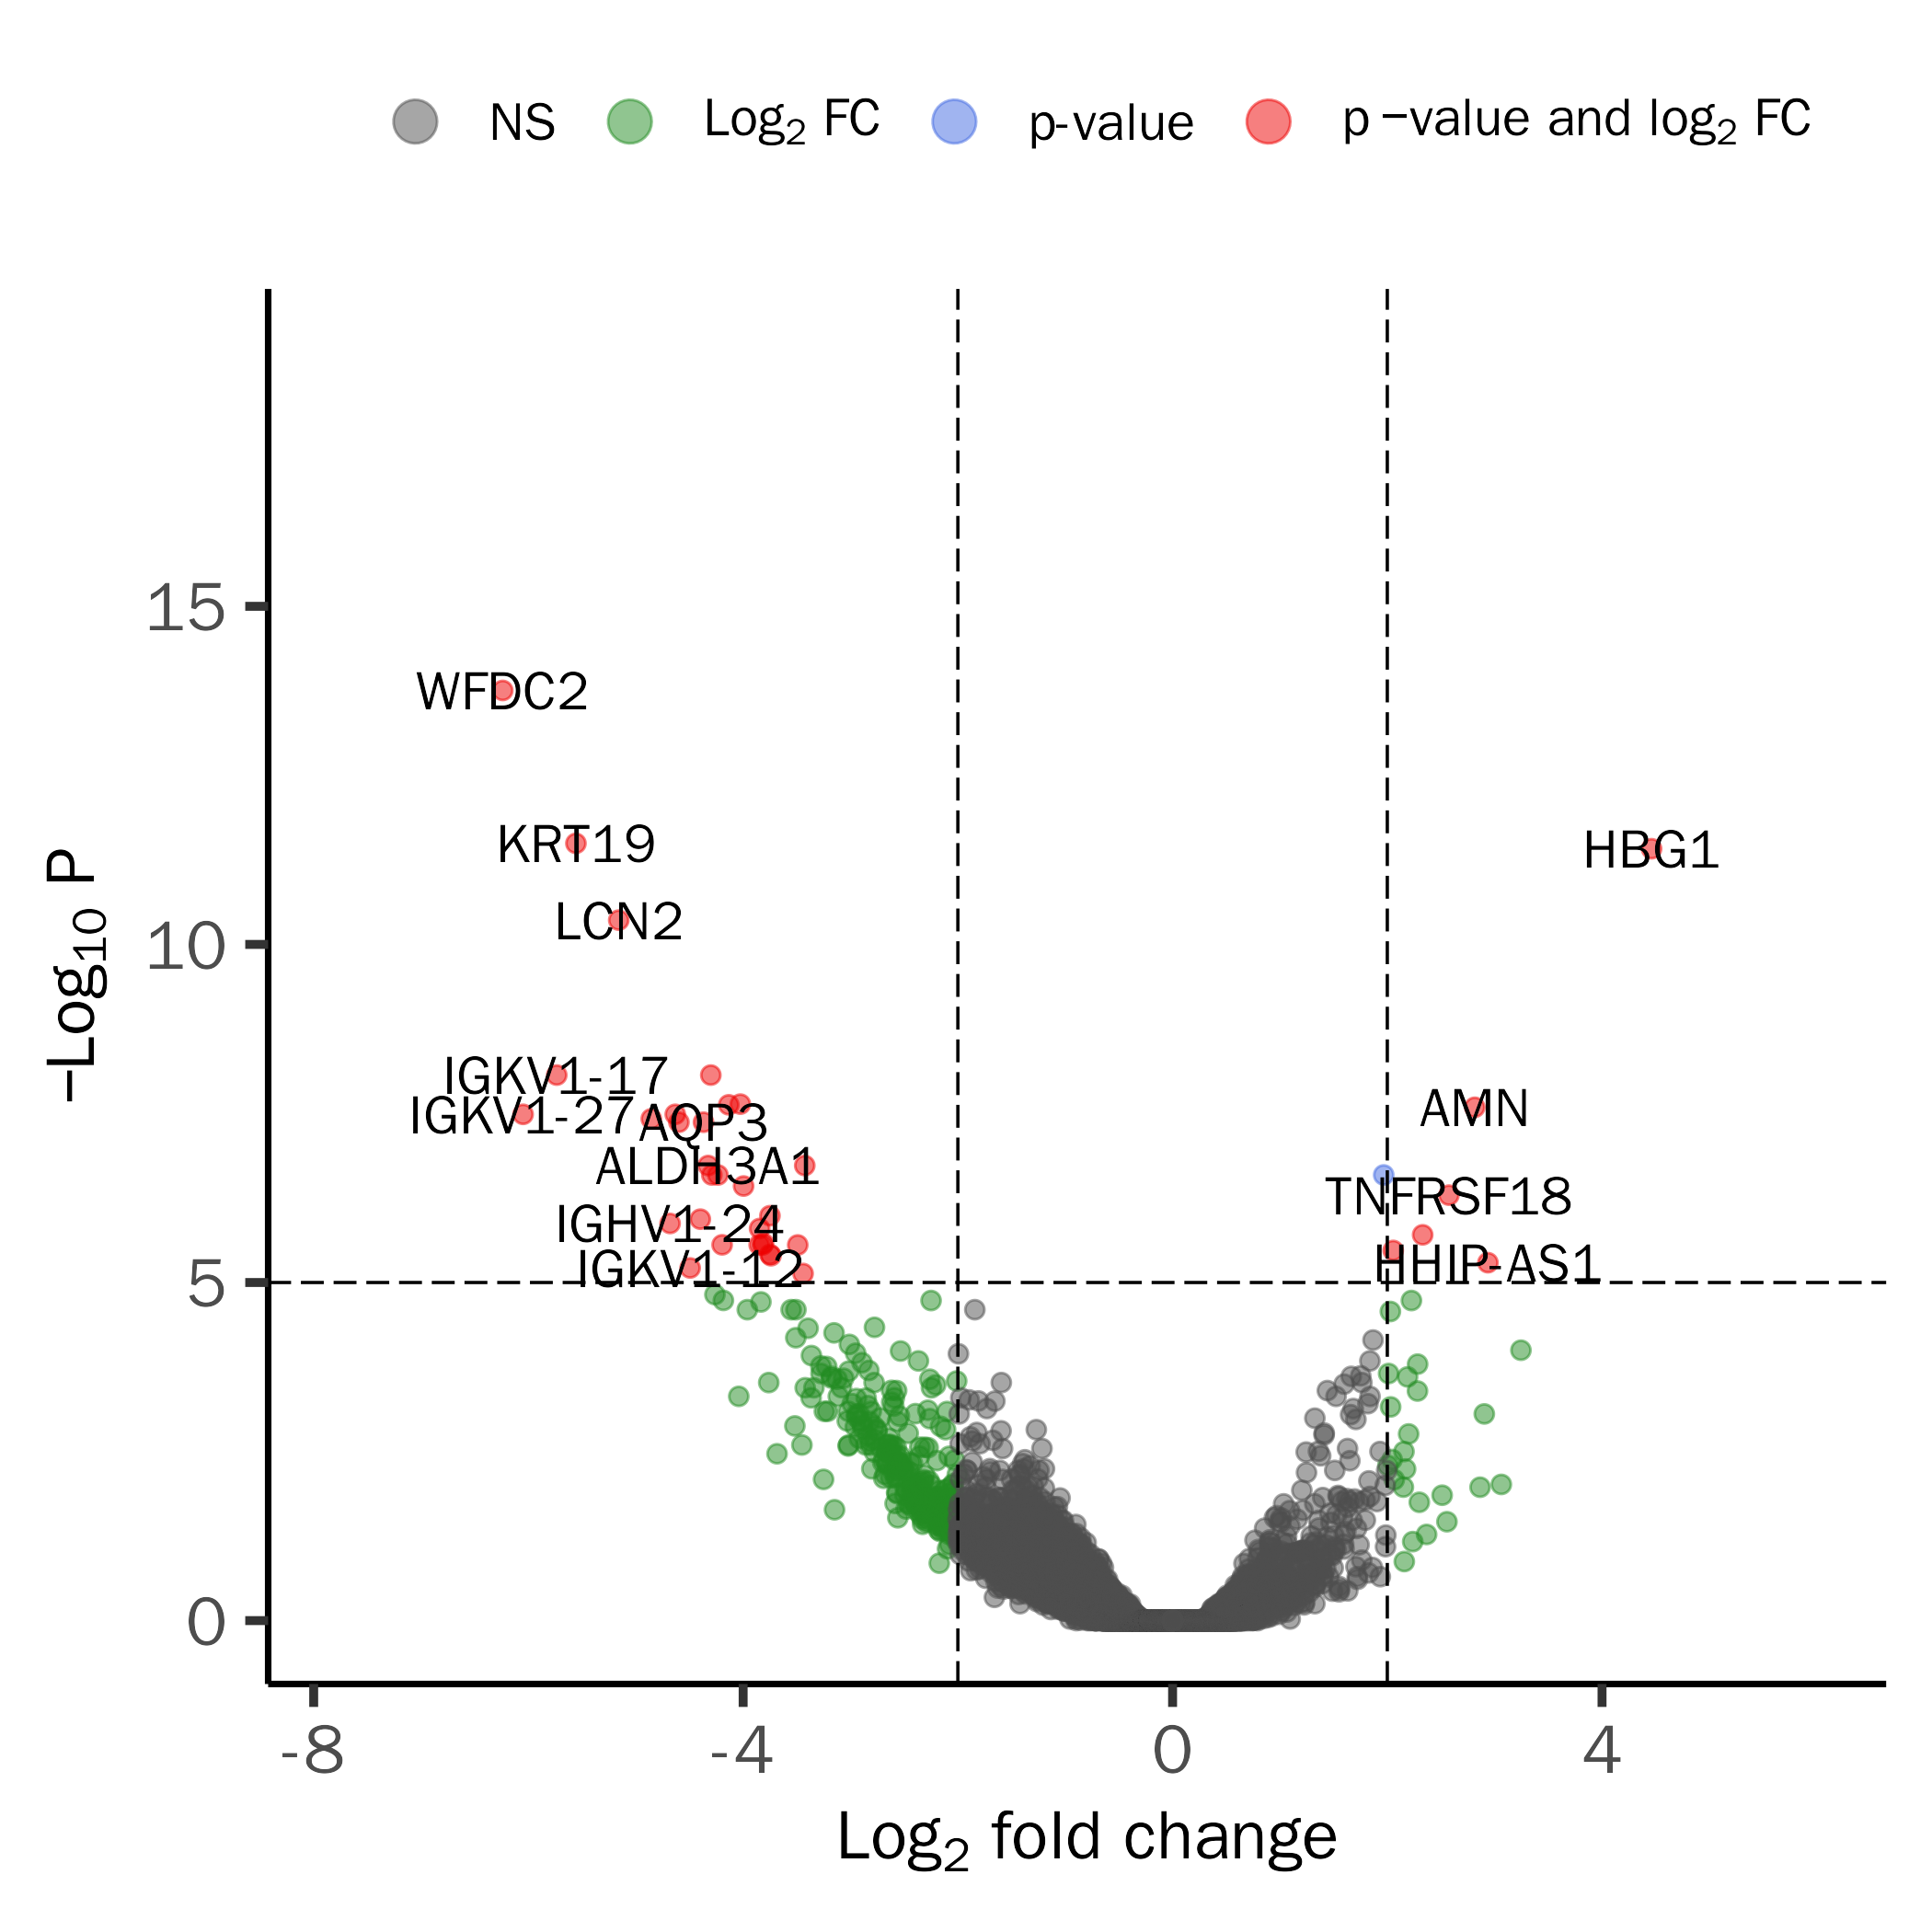 NS Log2 FC p-value p −value and log2 FC
15
WFDC2
KRT19
HBG1
LCN2
10
−Log10 P
IGKV1-17
IGKV1-27
AQP3
AMN
ALDH3A1
TNFRSF18
IGHV1-24
IGKV1-12
HHIP-AS1
5
0
-8 -4 0 4
Log2 fold change